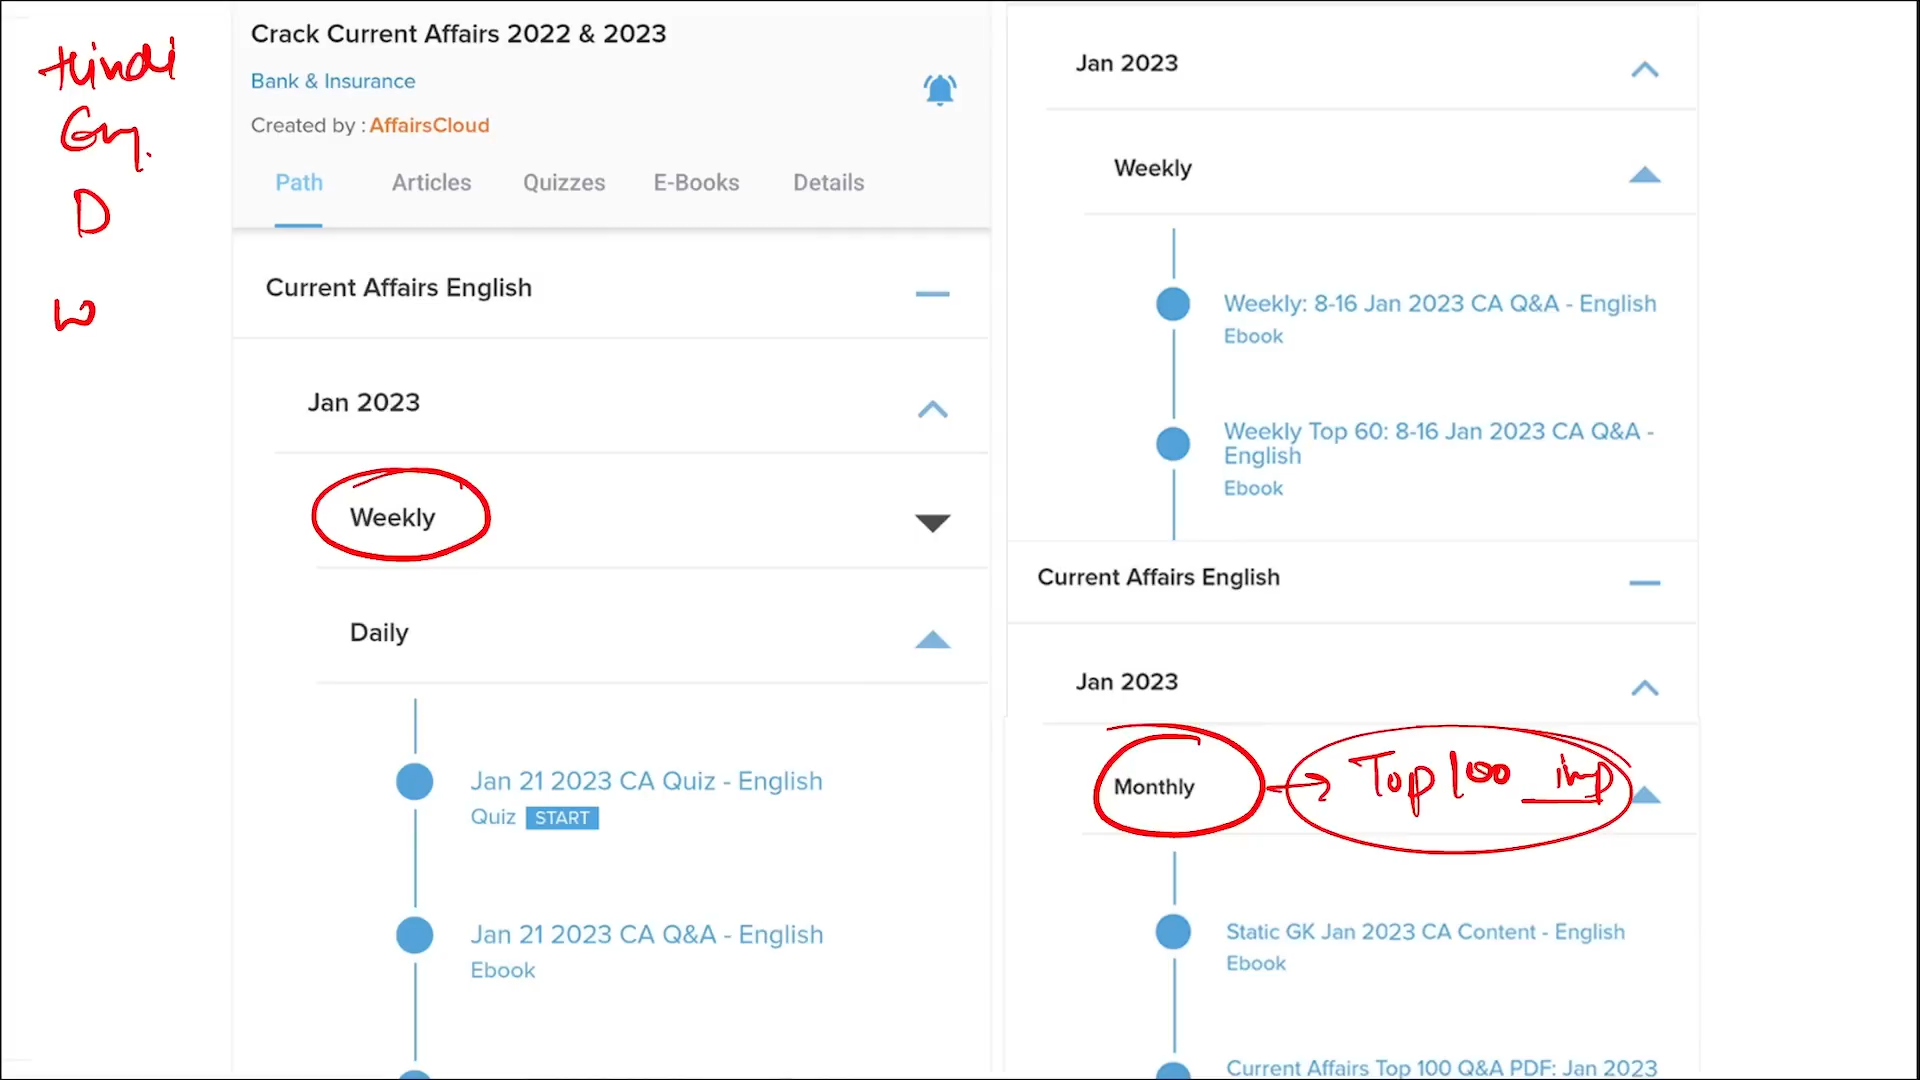 Hindi
Eng.
D
W
Crack Current Affairs 2022 & 2023
Bank & Insurance
Created by : AffairsCloud
Path Articles Quizzes E-Books Details
Current Affairs English
Jan 2023
Weekly
Daily
Jan 21 2023 CA Quiz - English
Quiz START
Jan 21 2023 CA Q&A - English
Ebook
Jan 2023
Weekly
Weekly: 8-16 Jan 2023 CA Q&A - English
Ebook
Weekly Top 60: 8-16 Jan 2023 CA Q&A -
English
Ebook
Current Affairs English
Jan 2023
Monthly Top 100 imp
Static GK Jan 2023 CA Content - English
Ebook
Current Affairs Top 100 Q&A PDF: Jan 2023